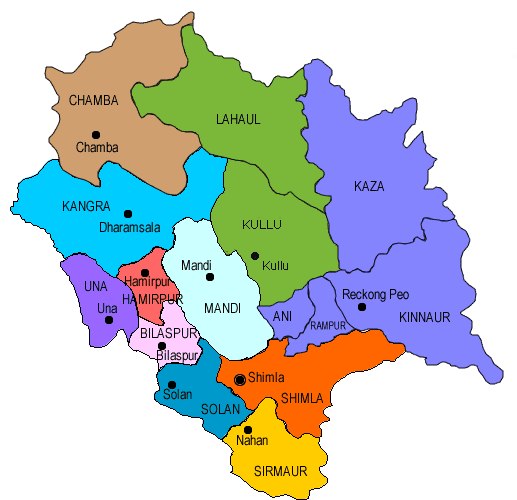 CHAMBA
Chamba
LAHAUL
KAZA
KANGRA
Dharamsala
KULLU
Kullu
Mandi
MANDI
UNA
Una
Hamirpur
HAMIRPUR
BILASPUR
Bilaspur
ANI
RAMPUR
Reckong Peo
KINNAUR
Shimla
SHIMLA
Solan
SOLAN
Nahan
SIRMAUR